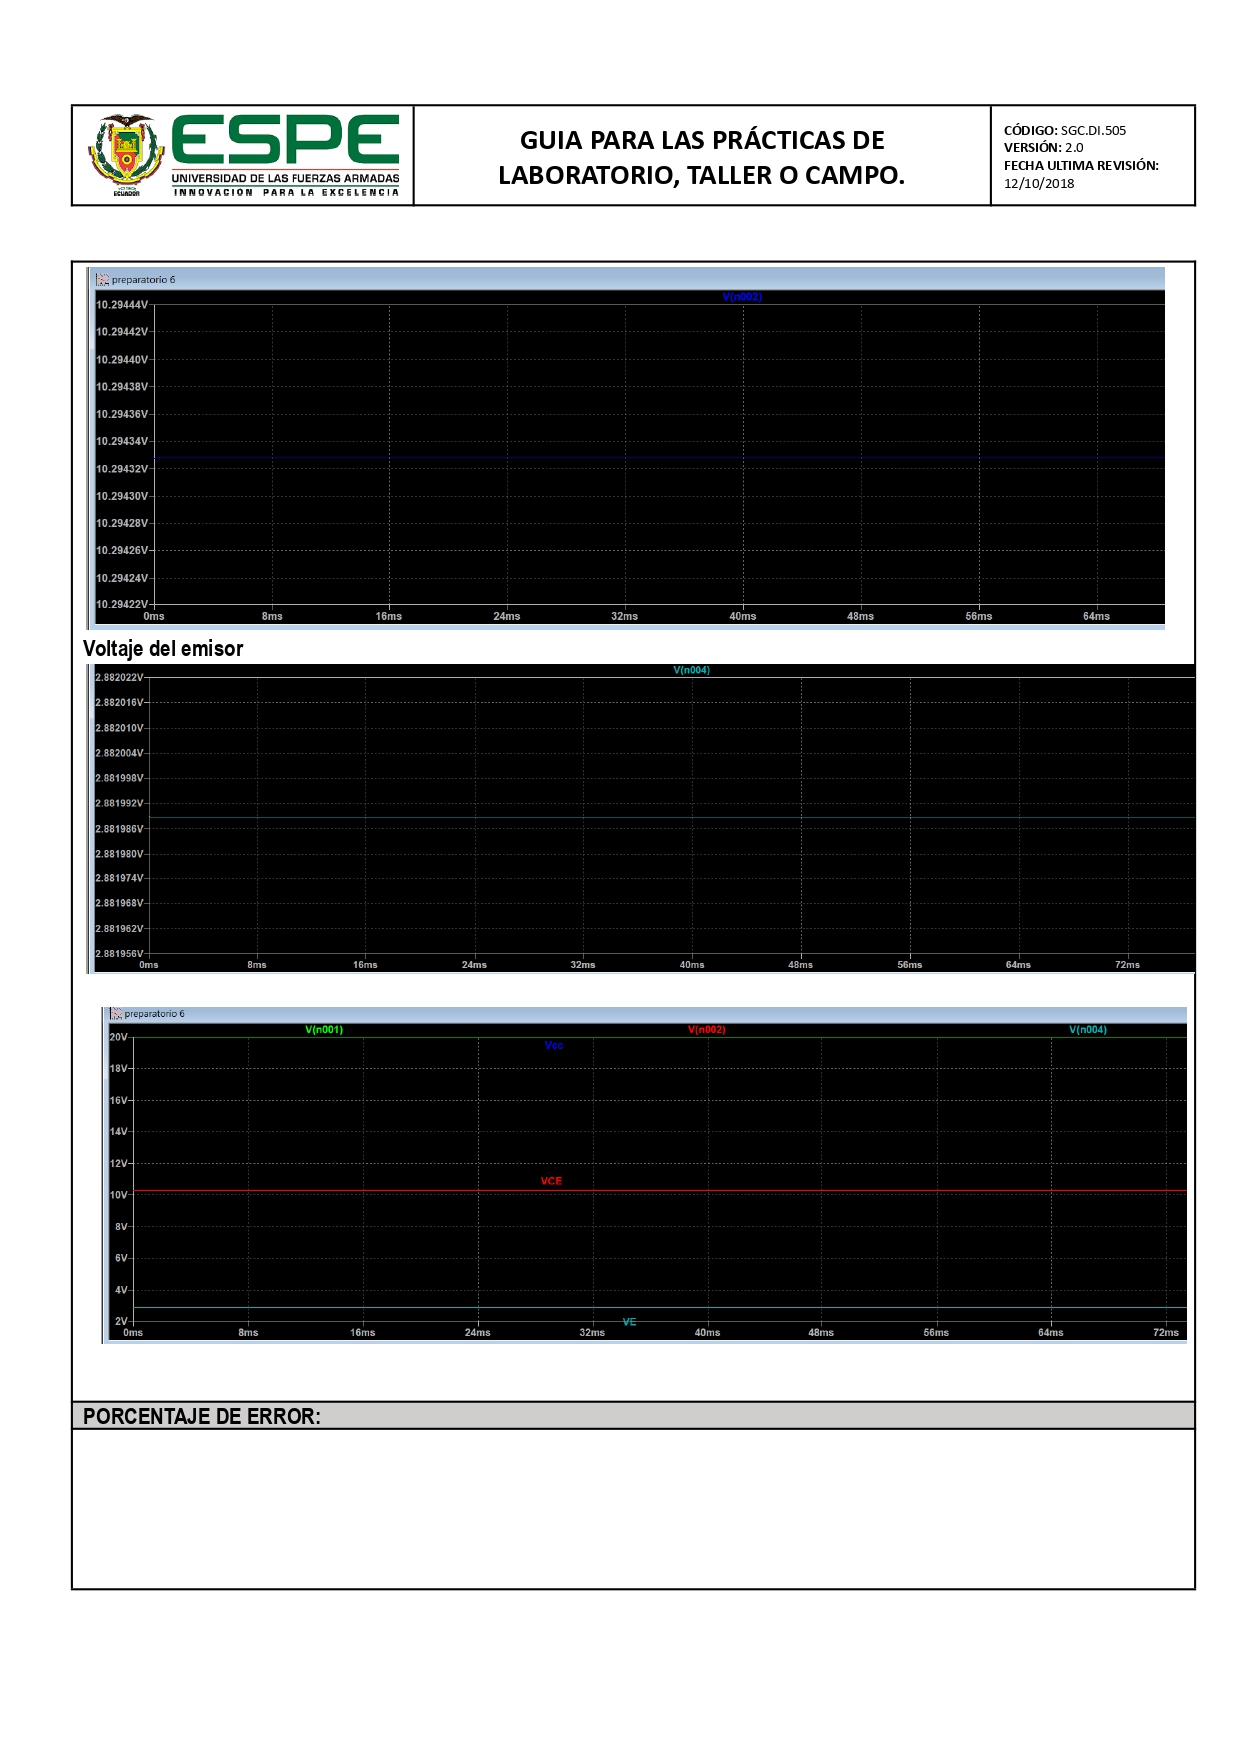 ESPE
UNIVERSIDAD DE LAS FUERZAS ARMADAS
INNOVACIÓN PARA LA EXCELENCIA
ECUADOR
GUIA PARA LAS PRÁCTICAS DE
LABORATORIO, TALLER O CAMPO.
CÓDIGO: SGC.DI.505
VERSIÓN: 2.0
FECHA ULTIMA REVISIÓN:
12/10/2018
preparatorio 6
V(n002)
10.29444V
10.29442V
10.29440V
10.29438V
10.29436V
10.29434V
10.29432V
10.29430V
10.29428V
10.29426V
10.29424V
10.29422V
0ms 8ms 16ms 24ms 32ms 40ms 48ms 56ms 64ms
Voltaje del emisor
V(n004)
2.882022V
2.882016V
2.882010V
2.882004V
2.881998V
2.881992V
2.881986V
2.881980V
2.881974V
2.881968V
2.881962V
2.881956V
0ms 8ms 16ms 24ms 32ms 40ms 48ms 56ms 64ms 72ms
preparatorio 6
V(n001) V(n002) V(n004)
20V
Vcc
18V
16V
14V
12V
VCE
10V
8V
6V
4V
2V
VE
0ms 8ms 16ms 24ms 32ms 40ms 48ms 56ms 64ms 72ms
PORCENTAJE DE ERROR: